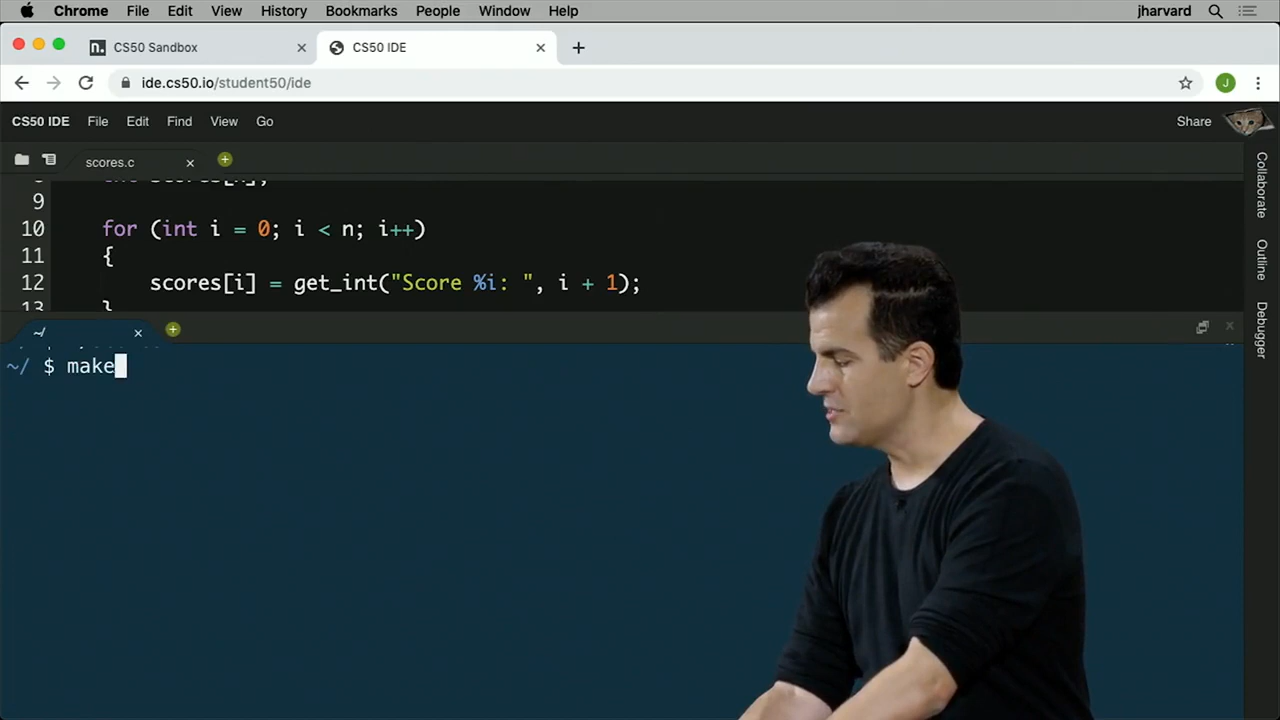 Chrome File Edit View History Bookmarks People Window Help jharvard
n. CS50 Sandbox CS50 IDE
ide.cs50.io/student50/ide J
CS50 IDE File Edit Find View Go Share
scores.c
9
10 for (int i = 0; i < n; i++)
11 {
12 scores[i] = get_int("Score %i: ", i + 1);
13 }
~/
~/ $ make
Collaborate
Outline
Debugger